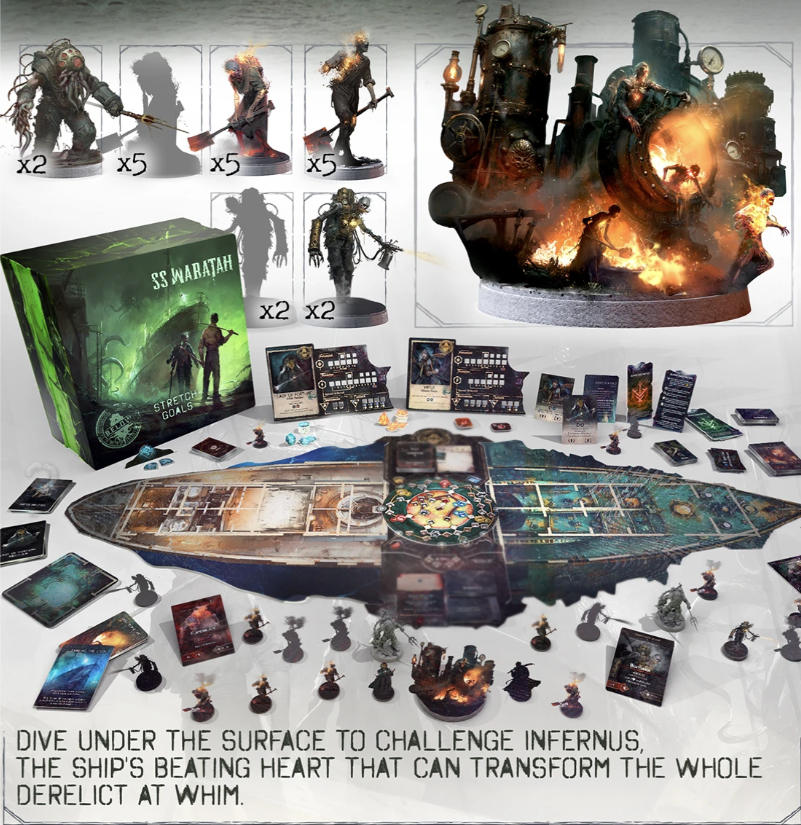 x2
x5
x5
x5
x2
x2
SS WARATAH
STRETCH
GOALS
DIVE UNDER THE SURFACE TO CHALLENGE INFERNUS,
THE SHIP'S BEATING HEART THAT CAN TRANSFORM THE WHOLE
DERELICT AT WHIM.